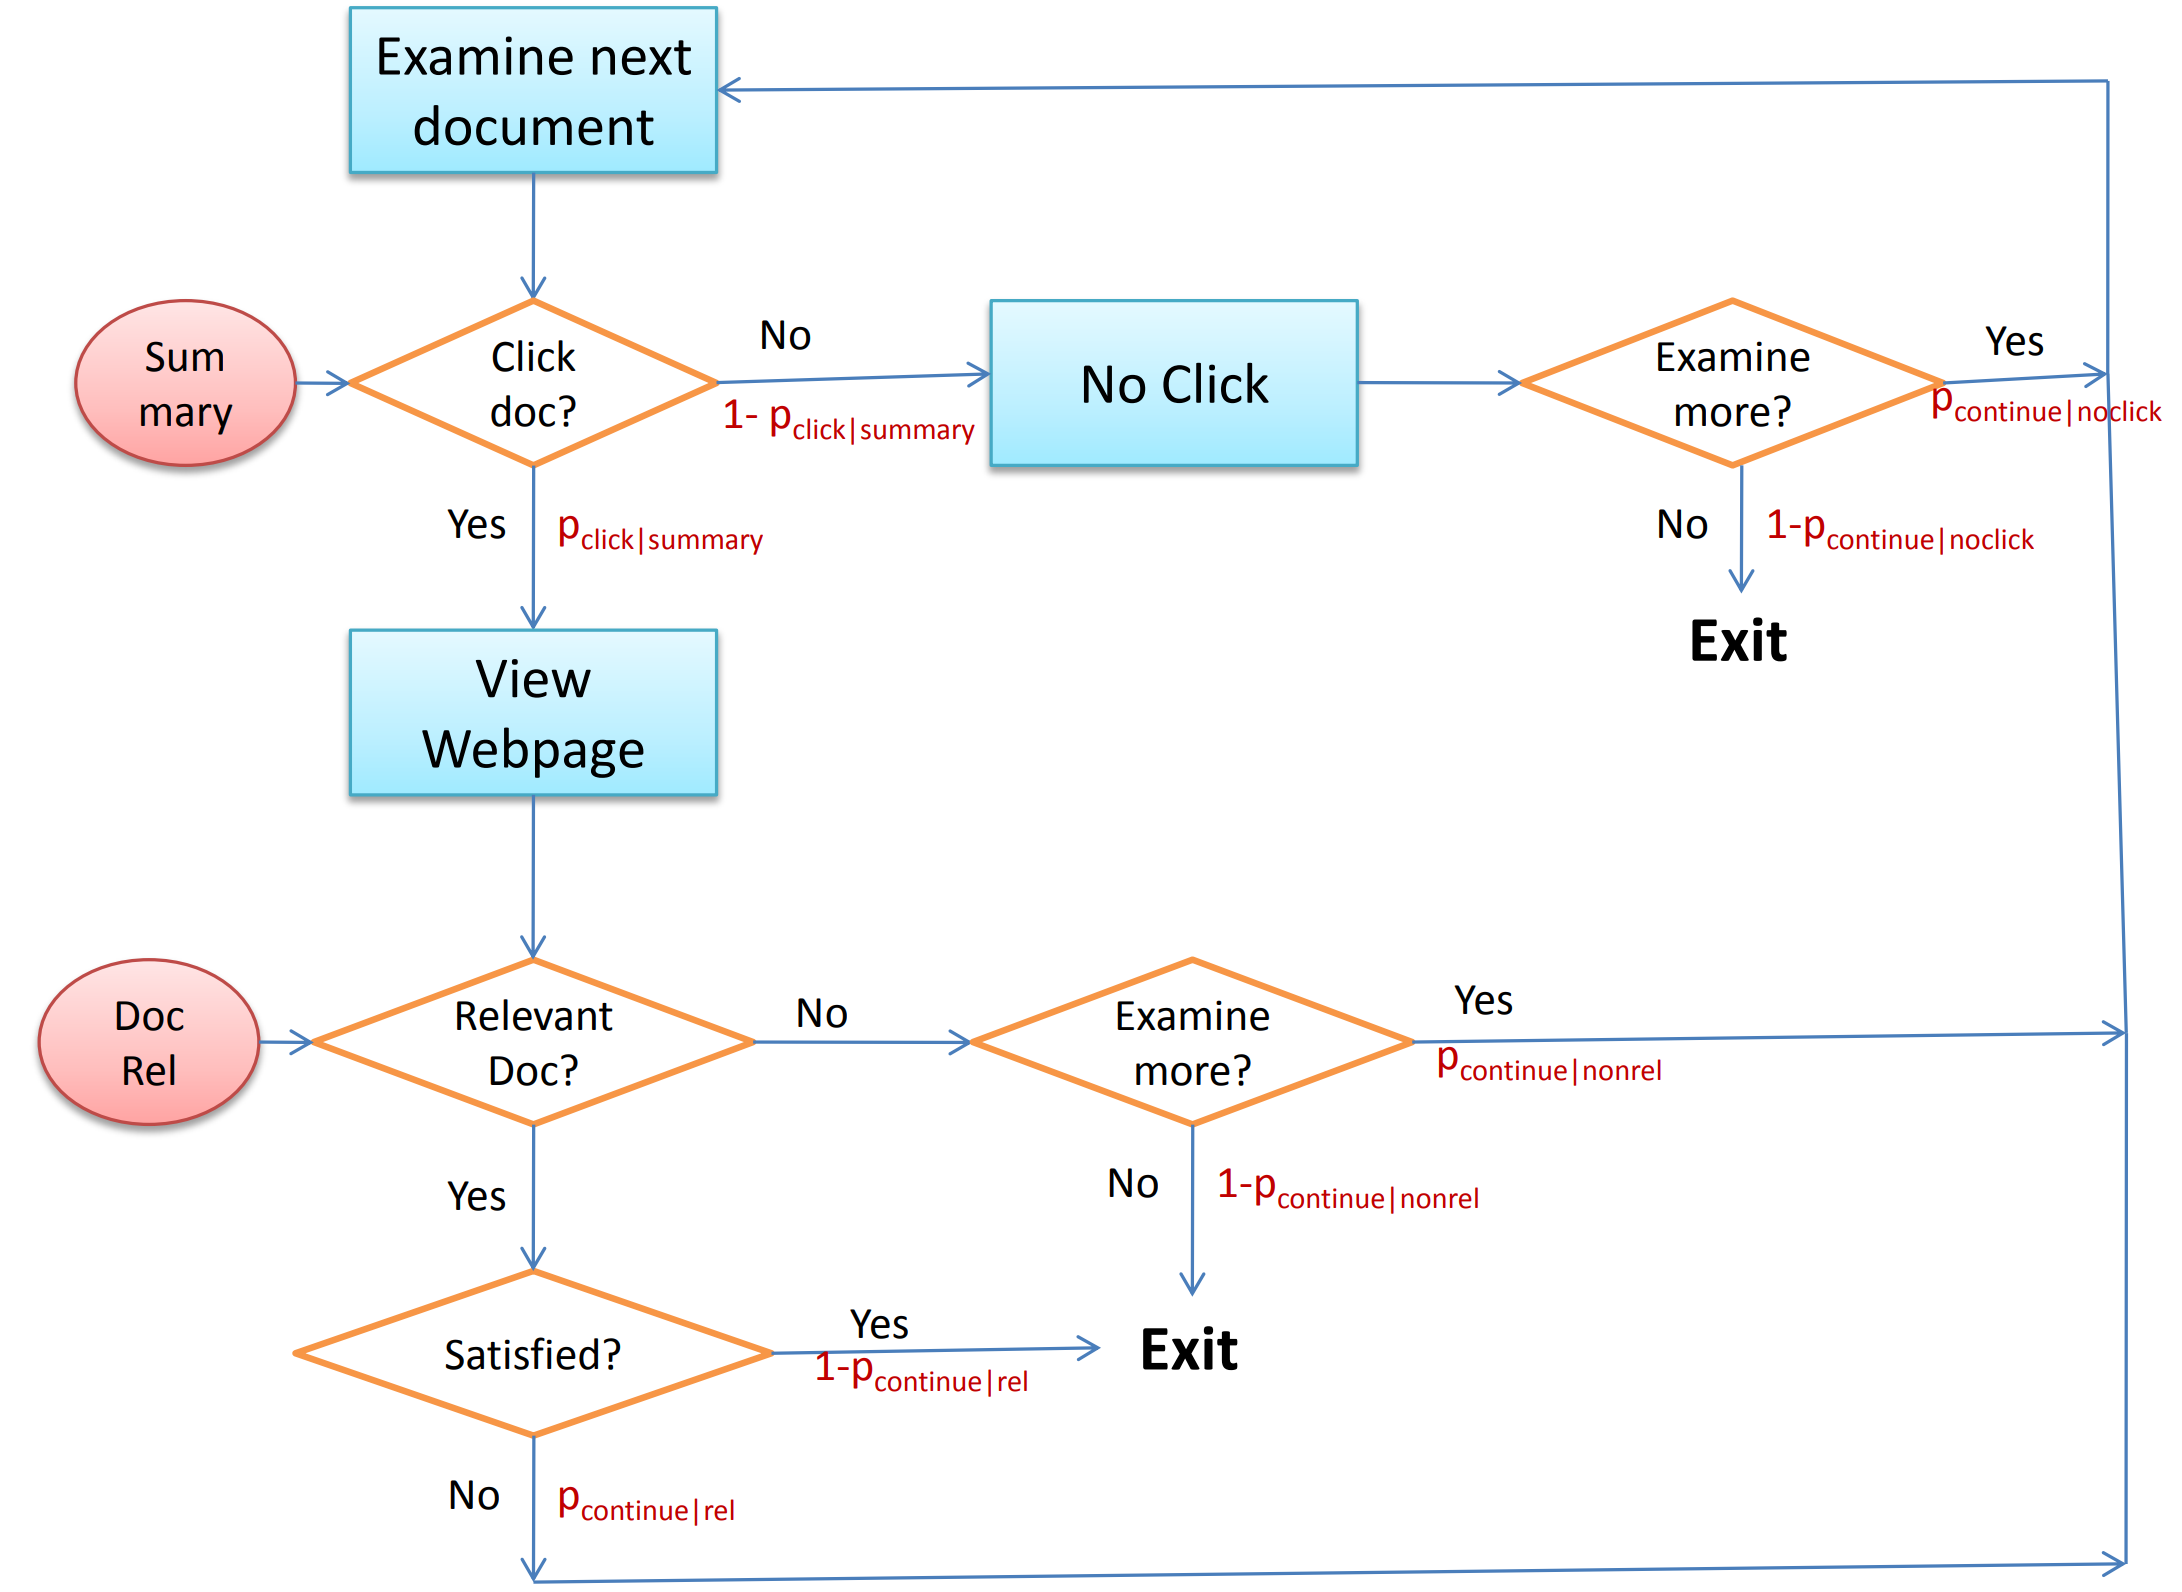 Examine next
document
Sum
mary
Click
doc?
No
1- pclick|summary
No Click
Examine
more?
Yes
pcontinue|noclick
Yes
pclick|summary
No
1-pcontinue|noclick
Exit
View
Webpage
Doc
Rel
Relevant
Doc?
No
Examine
more?
Yes
pcontinue|nonrel
Yes
No
1-pcontinue|nonrel
Satisfied?
Yes
1-pcontinue|rel
Exit
No
pcontinue|rel